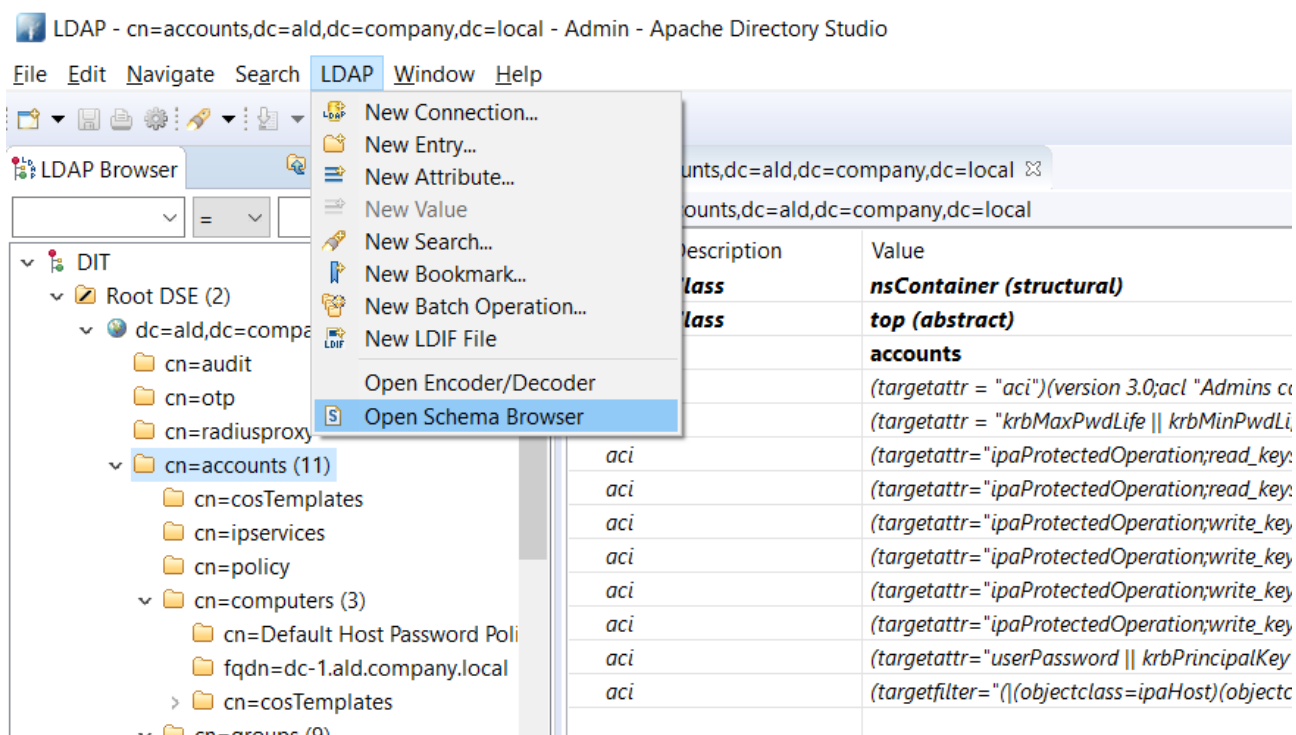 LDAP - cn=accounts,dc=ald,dc=company,dc=local - Admin - Apache Directory Studio
File Edit Navigate Search LDAP Window Help
New Connection...
New Entry...
New Attribute...
New Value
New Search...
New Bookmark...
New Batch Operation...
New LDIF File
Open Encoder/Decoder
Open Schema Browser
LDAP Browser
=
DIT
Root DSE (2)
dc=ald,dc=compa
cn=audit
cn=otp
cn=radiusproxy
cn=accounts (11)
cn=cosTemplates
cn=ipservices
cn=policy
cn=computers (3)
cn=Default Host Password Poli
fqdn=dc-1.ald.company.local
cn=cosTemplates
cn=groups (9)
unts,dc=ald,dc=company,dc=local
ounts,dc=ald,dc=company,dc=local
Description Value
lass nsContainer (structural)
lass top (abstract)
accounts
(targetattr = "aci")(version 3.0;acl "Admins c
(targetattr = "krbMaxPwdLife || krbMinPwdLi
aci (targetattr="ipaProtectedOperation;read_keys
aci (targetattr="ipaProtectedOperation;read_keys
aci (targetattr="ipaProtectedOperation;write_key
aci (targetattr="ipaProtectedOperation;write_key
aci (targetattr="ipaProtectedOperation;write_key
aci (targetattr="ipaProtectedOperation;write_key
aci (targetattr="userPassword || krbPrincipalKey
aci (targetfilter="(|(objectclass=ipaHost)(objectc